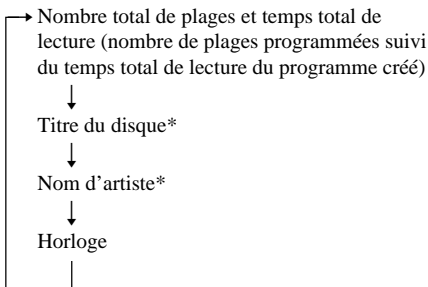 Nombre total de plages et temps total de
lecture (nombre de plages programmées suivi
du temps total de lecture du programme créé)
Titre du disque*
Nom d’artiste*
Horloge